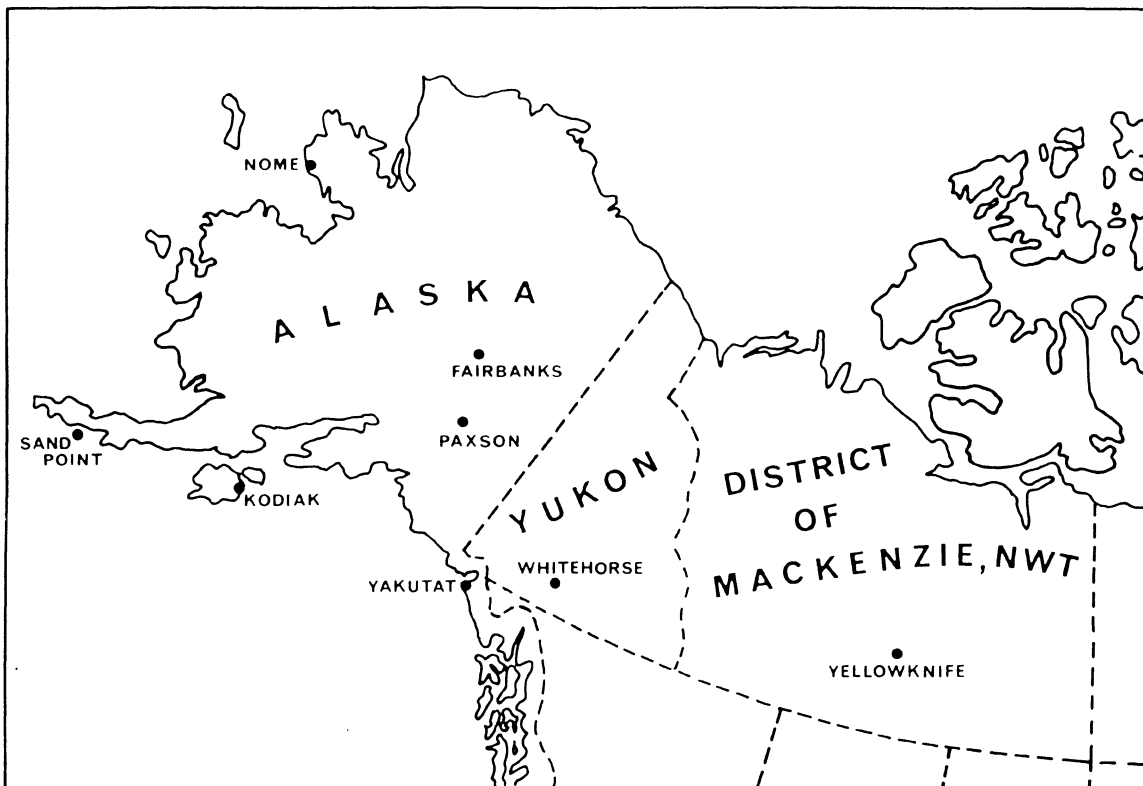 NOME
ALASKA
FAIRBANKS
PAXSON
SAND
POINT
KODIAK
YUKON
DISTRICT
OF
MACKENZIE, NWT
WHITEHORSE
YAKUTAT
YELLOWKNIFE